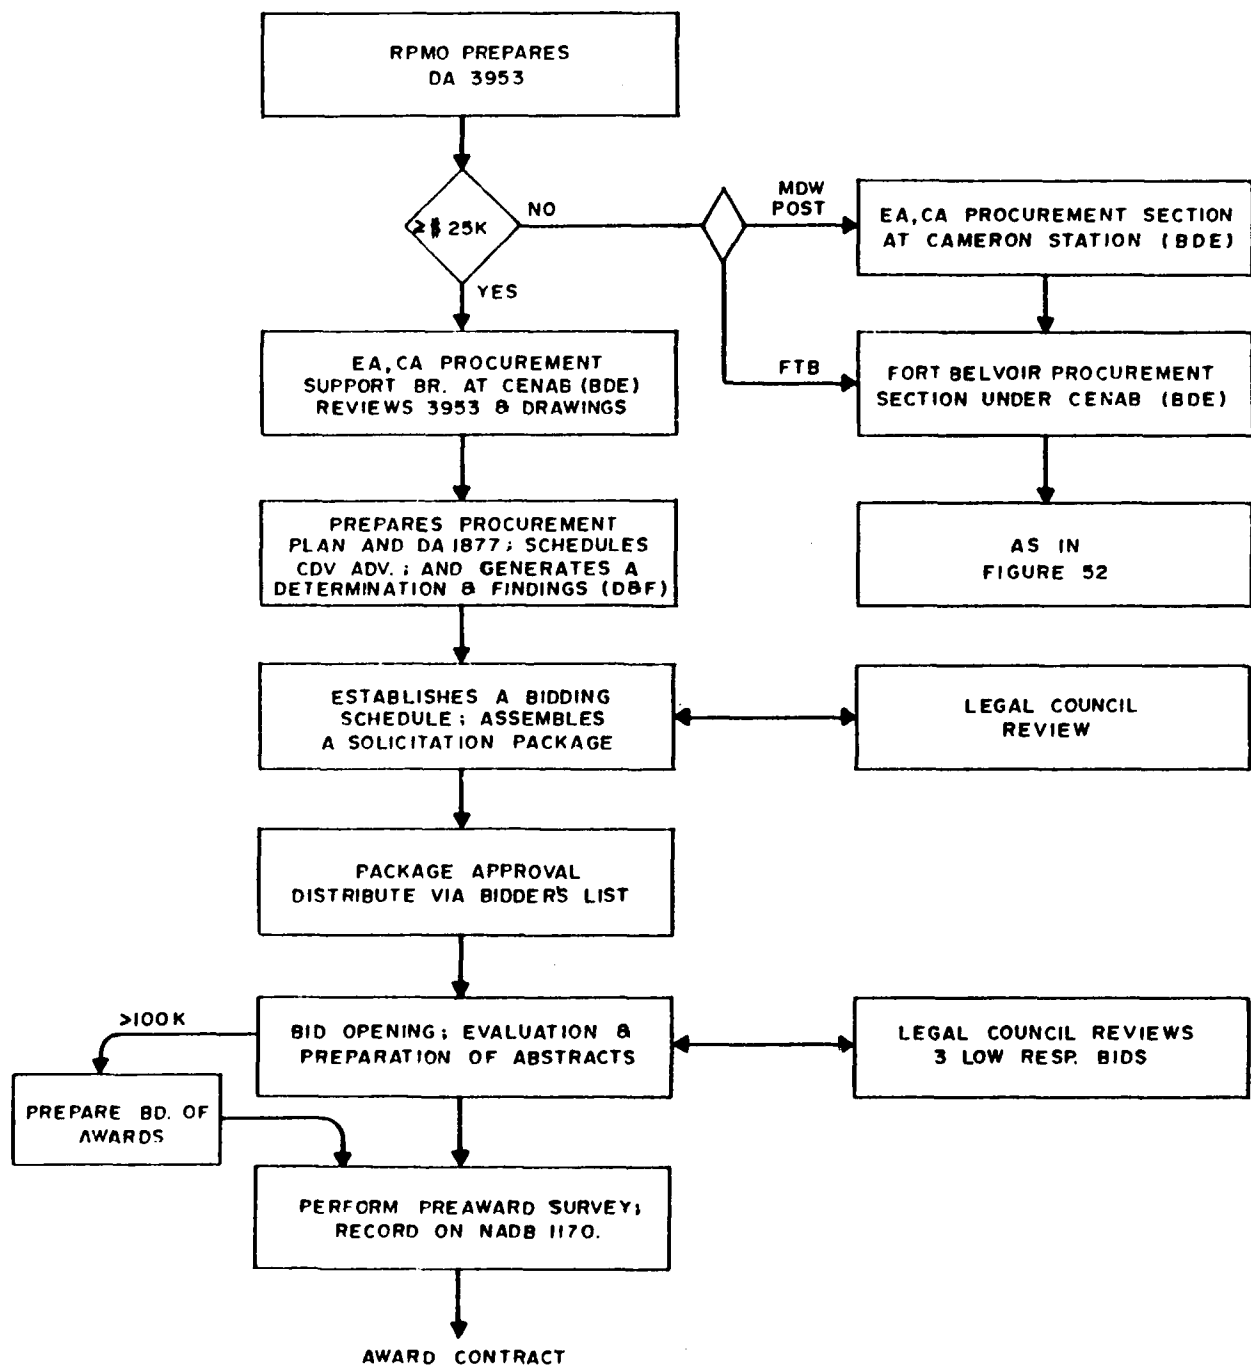 RPMO PREPARES
DA 3953
≥$25K
NO
YES
MDW
POST
EA,CA PROCUREMENT SECTION
AT CAMERON STATION (BDE)
FTB
FORT BELVOIR PROCUREMENT
SECTION UNDER CENAB (BDE)
AS IN
FIGURE 52
EA,CA PROCUREMENT
SUPPORT BR. AT CENAB (BDE)
REVIEWS 3953 & DRAWINGS
PREPARES PROCUREMENT
PLAN AND DA 1877; SCHEDULES
CDV ADV.; AND GENERATES A
DETERMINATION & FINDINGS (D&F)
ESTABLISHES A BIDDING
SCHEDULE; ASSEMBLES
A SOLICITATION PACKAGE
LEGAL COUNCIL
REVIEW
PACKAGE APPROVAL
DISTRIBUTE VIA BIDDER'S LIST
>100K
BID OPENING; EVALUATION &
PREPARATION OF ABSTRACTS
LEGAL COUNCIL REVIEWS
3 LOW RESP. BIDS
PREPARE BD. OF
AWARDS
PERFORM PREAWARD SURVEY;
RECORD ON NADB 1170.
AWARD CONTRACT